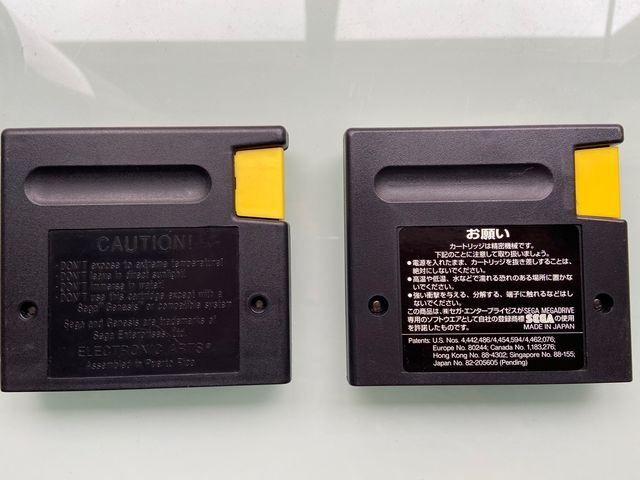 CAUTION!
· DON'T expose to extreme temperature!
· DON'T leave in direct sunlight!
· DON'T immerse in water!
· DON'T use this cartridge except with a
Sega® Genesis® or compatible system
Sega and Genesis are trademarks of
Sega Enterprises
ELECTRONIC ARTS®
Assembled in Puerto Rico
お願い
カートリッジは精密機械です。
下記のことに注意して取り扱いましょう。
●電源を入れたまま、カートリッジを抜き差しすることは、
絶対にしないでください。
●高温や低温、水などで濡れる恐れのある場所に置かな
いでください。
●強い衝撃を与える、分解する、端子に触れるなどはし
ないでください。
この商品は、㈱セガ・エンタープライゼスがSEGA MEGADRIVE
専用のソフトウエアとして自社の登録商標 SEGA の使用
を許諾したものです。
MADE IN JAPAN
Patents: U.S. Nos. 4,442,486/4,454,594/4,462,076;
Europe No. 80244; Canada No. 1,183,276;
Hong Kong No. 88-4302; Singapore No. 88-155;
Japan No. 82-205605 (Pending)